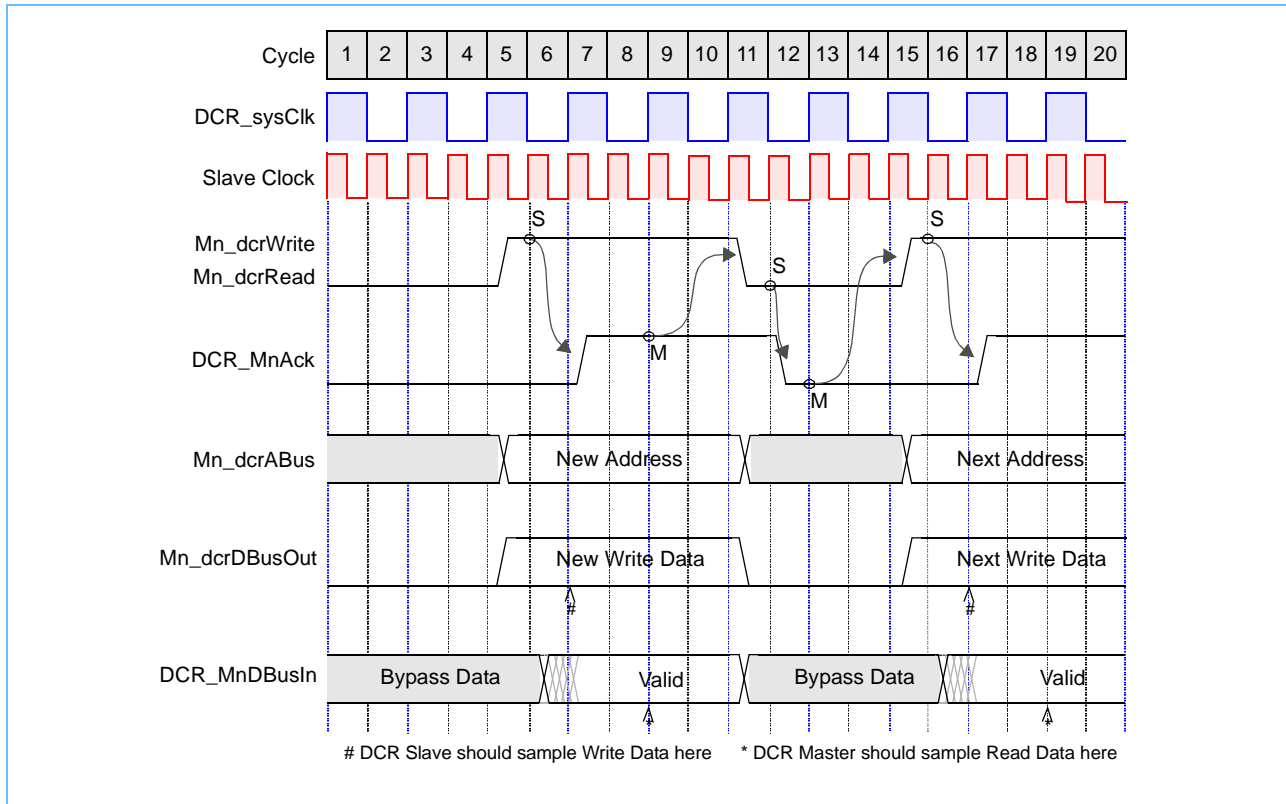 Cycle 1 2 3 4 5 6 7 8 9 10 11 12 13 14 15 16 17 18 19 20
DCR_sysClk
Slave Clock
S S S
Mn_dcrWrite
Mn_dcrRead
DCR_MnAck
M M
Mn_dcrABus New Address Next Address
Mn_dcrDBusOut New Write Data Next Write Data
# #
DCR_MnDBusIn Bypass Data Valid Bypass Data Valid
* *
# DCR Slave should sample Write Data here * DCR Master should sample Read Data here